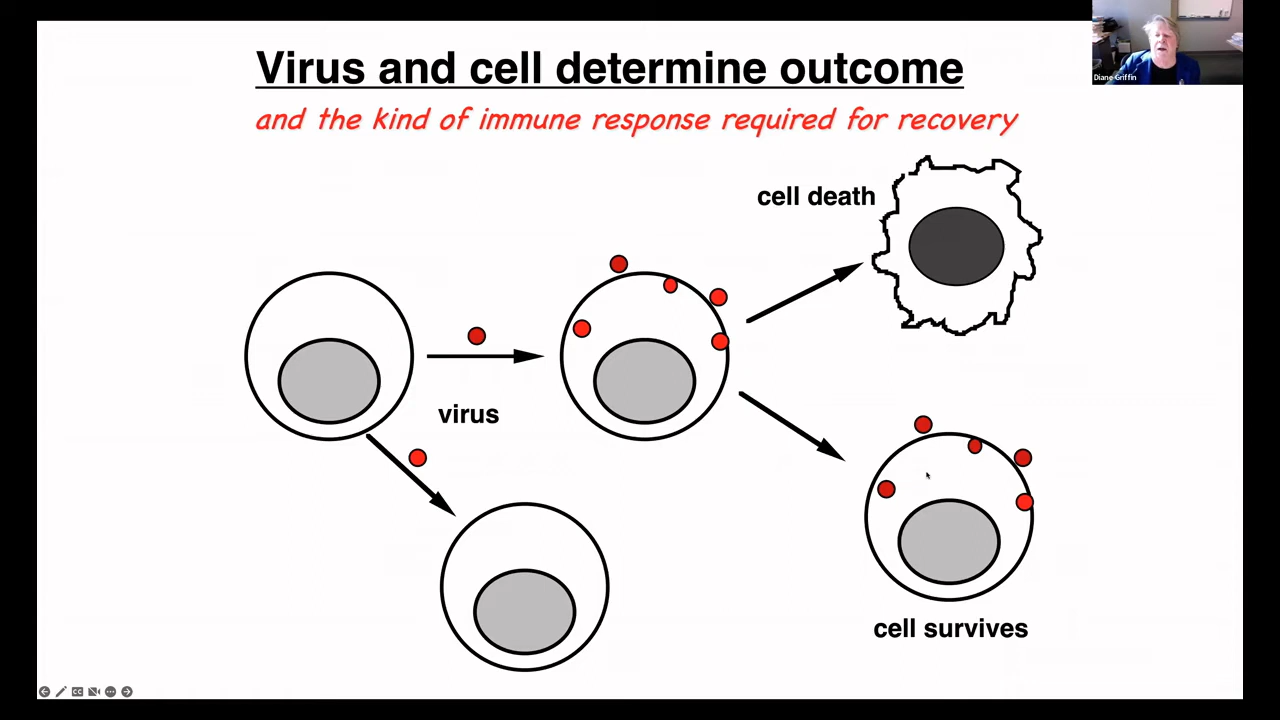 Virus and cell determine outcome
and the kind of immune response required for recovery
Diane Griffin
cell death
virus
cell survives
CC